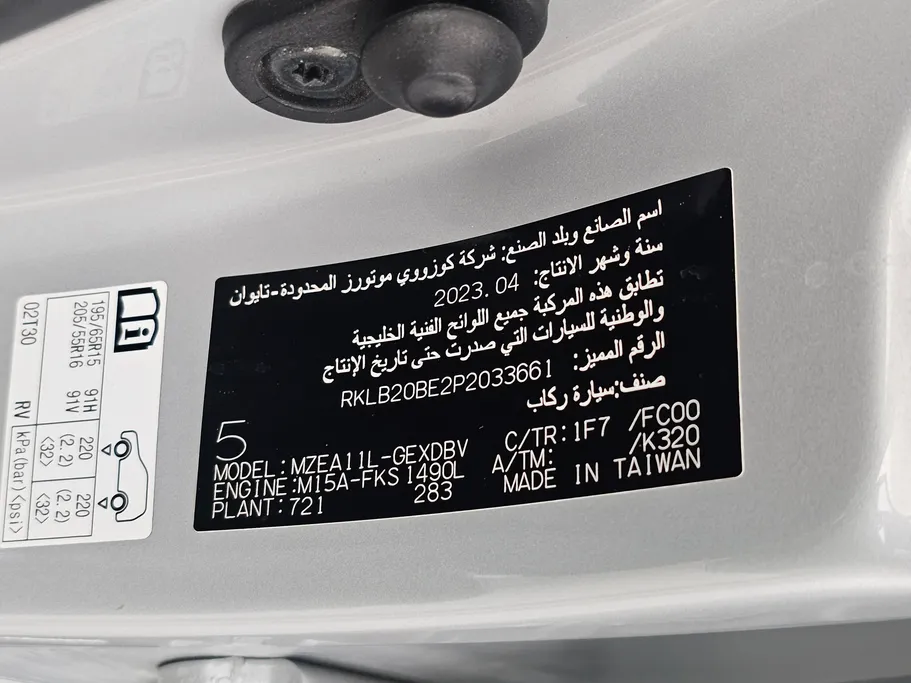 اسم الصانع وبلد الصنع: شركة كوزووي موتورز المحدودة - تايوان
سنة وشهر الانتاج: 2023.04
تطابق هذه المركبة جميع اللوائح الفنية الخليجية
والوطنية للسيارات التي صدرت حتى تاريخ الإنتاج
الرقم المميز: RKLB20BE2P2033661
صنف:سيارة ركاب
5
MODEL:MZEA11L-GEXDBV C/TR:1F7 /FC00
ENGINE:M15A-FKS 1490L A/TM: /K320
PLANT:721 283 MADE IN TAIWAN
195/65R15 91H 220 (2.2) <32> 220 (2.2) <32>
205/55R16 91V
02T30 RV kPa(bar)<psi>